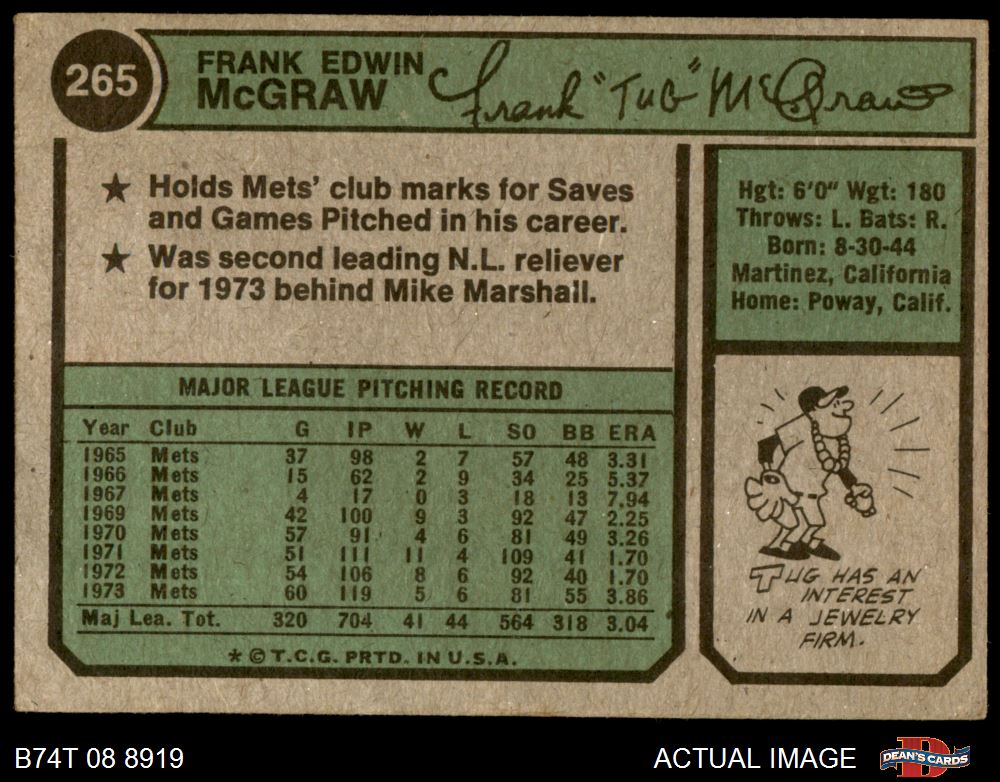 265
FRANK EDWIN
McGRAW
Frank "Tug" McGraw
★ Holds Mets' club marks for Saves
and Games Pitched in his career.
★ Was second leading N.L. reliever
for 1973 behind Mike Marshall.
Hgt: 6'0" Wgt: 180
Throws: L. Bats: R.
Born: 8-30-44
Martinez, California
Home: Poway, Calif.
MAJOR LEAGUE PITCHING RECORD
Year Club G IP W L SO BB ERA
1965 Mets 37 98 2 7 57 48 3.31
1966 Mets 15 62 2 9 34 25 5.37
1967 Mets 4 17 0 3 18 13 7.94
1969 Mets 42 100 9 3 92 47 2.25
1970 Mets 57 91 4 6 81 49 3.26
1971 Mets 51 111 11 4 109 41 1.70
1972 Mets 54 106 8 6 92 40 1.70
1973 Mets 60 119 5 6 81 55 3.86
Maj Lea. Tot. 320 704 41 44 564 318 3.04
* © T.C.G. PRTD. IN U.S.A.
TUG HAS AN
INTEREST
IN A JEWELRY
FIRM.
B74T 08 8919
ACTUAL IMAGE
DEAN'S CARDS